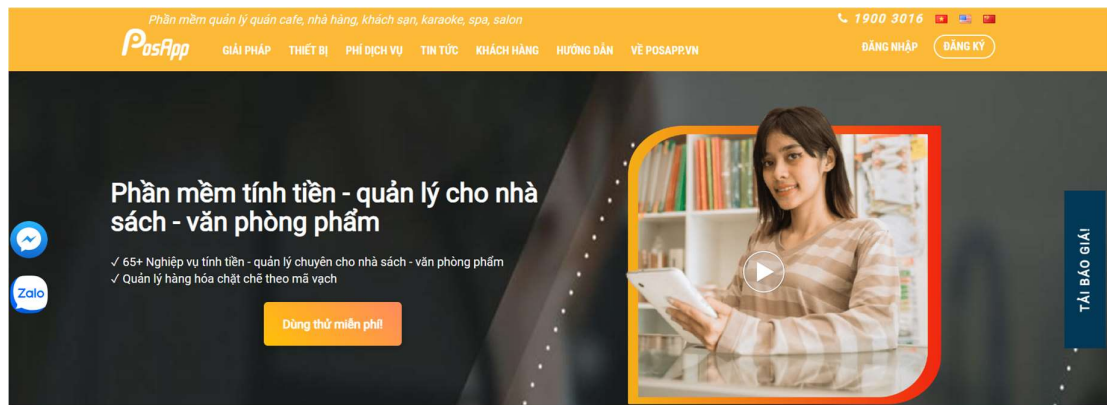 Phần mềm quản lý quán cafe, nhà hàng, khách sạn, karaoke, spa, salon
1900 3016
PosApp
GIẢI PHÁP THIẾT BỊ PHÍ DỊCH VỤ TIN TỨC KHÁCH HÀNG HƯỚNG DẪN VỀ POSAPP.VN
ĐĂNG NHẬP ĐĂNG KÝ
Phần mềm tính tiền - quản lý cho nhà
sách - văn phòng phẩm
✓ 65+ Nghiệp vụ tính tiền - quản lý chuyên cho nhà sách - văn phòng phẩm
✓ Quản lý hàng hóa chặt chẽ theo mã vạch
Dùng thử miễn phí!
Zalo
TẢI BÁO GIÁ!